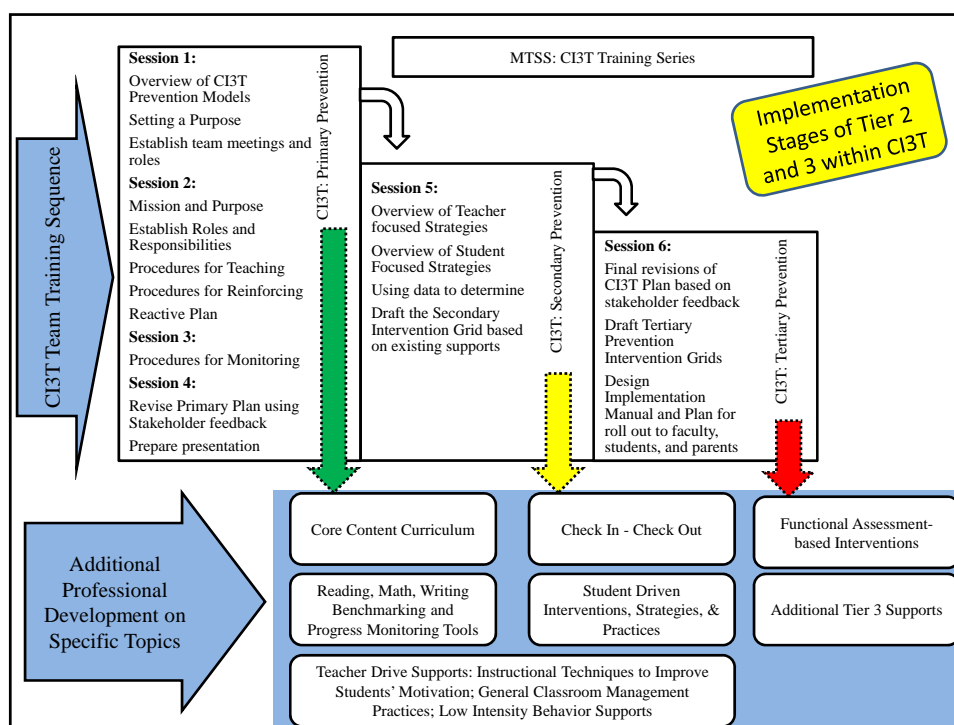 MTSS: CI3T Training Series
Implementation
Stages of Tier 2
and 3 within CI3T
CI3T Team Training Sequence
Session 1:
Overview of CI3T
Prevention Models
Setting a Purpose
Establish team meetings and
roles
Session 2:
Mission and Purpose
Establish Roles and
Responsibilities
Procedures for Teaching
Procedures for Reinforcing
Reactive Plan
Session 3:
Procedures for Monitoring
Session 4:
Revise Primary Plan using
Stakeholder feedback
Prepare presentation
CI3T: Primary Prevention
Session 5:
Overview of Teacher
focused Strategies
Overview of Student
Focused Strategies
Using data to determine
Draft the Secondary
Intervention Grid based
on existing supports
CI3T: Secondary Prevention
Session 6:
Final revisions of
CI3T Plan based on
stakeholder feedback
Draft Tertiary
Prevention
Intervention Grids
Design
Implementation
Manual and Plan for
roll out to faculty,
students, and parents
CI3T: Tertiary Prevention
Additional
Professional
Development on
Specific Topics
Core Content Curriculum
Check In - Check Out
Functional Assessment-
based Interventions
Reading, Math, Writing
Benchmarking and
Progress Monitoring Tools
Student Driven
Interventions, Strategies, &
Practices
Additional Tier 3 Supports
Teacher Drive Supports: Instructional Techniques to Improve
Students' Motivation; General Classroom Management
Practices; Low Intensity Behavior Supports